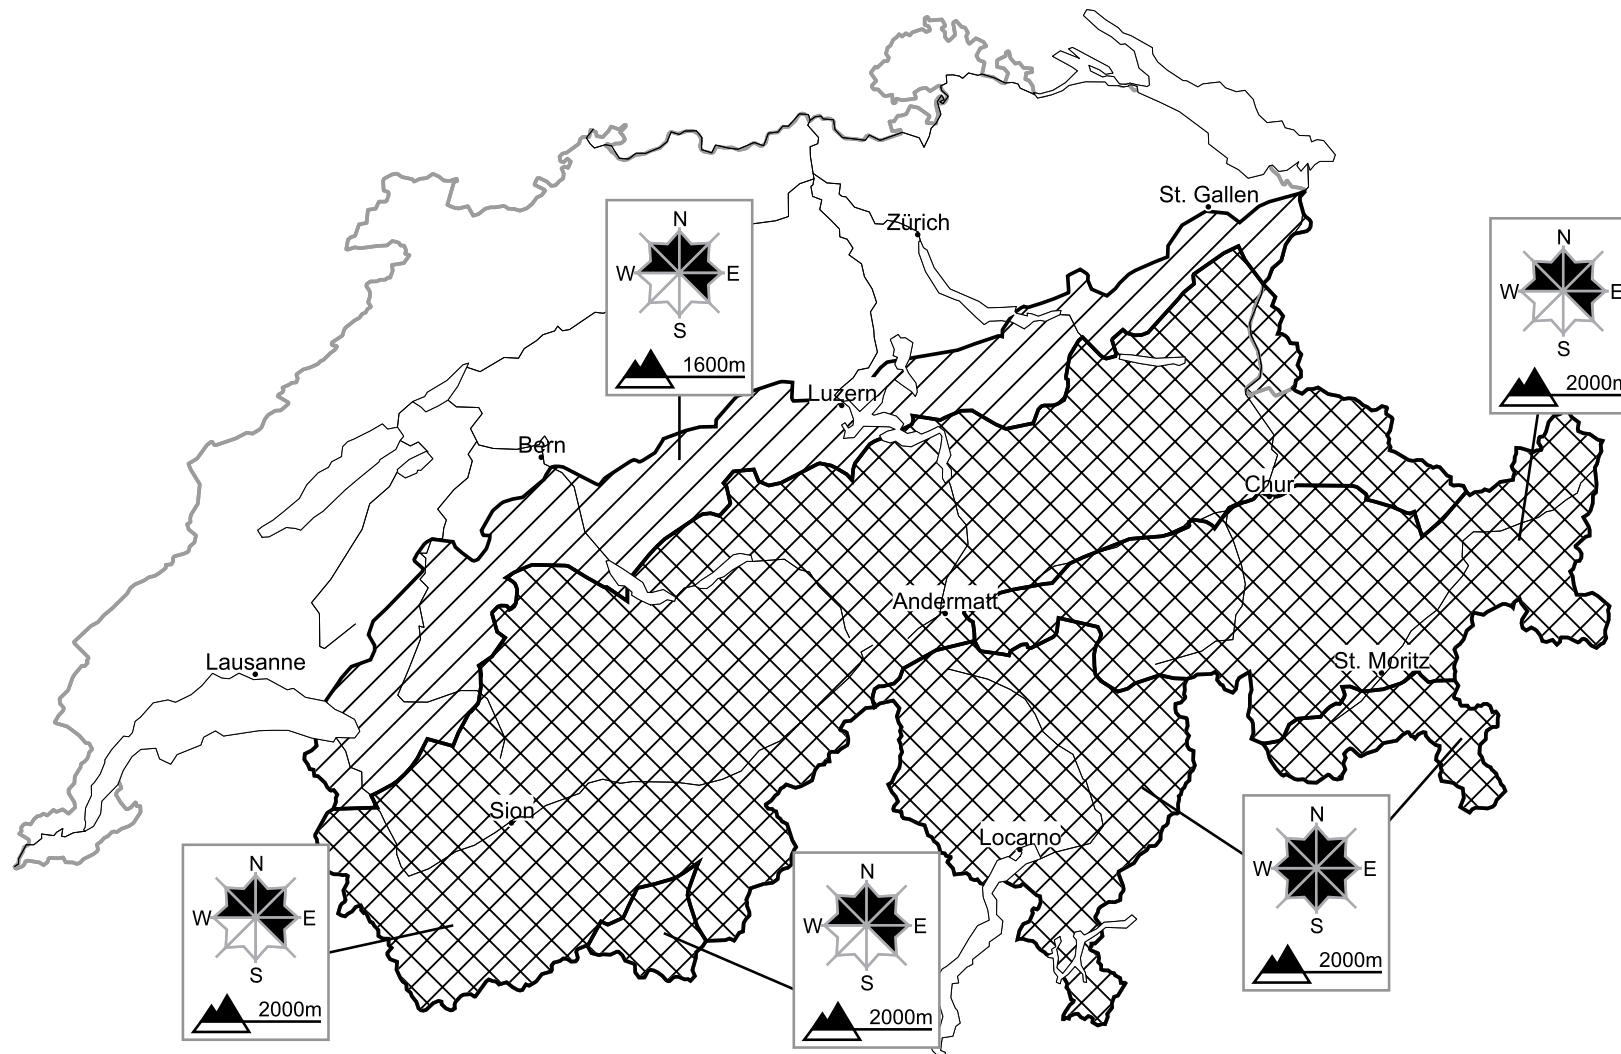 St. Gallen
Zürich
N
W E
S
1600m
N
W E
S
2000m
Luzern
Bern
Chur
Andermatt
Lausanne
St. Moritz
Sion
Locarno
N
W E
S
2000m
N
W E
S
2000m
N
W E
S
2000m